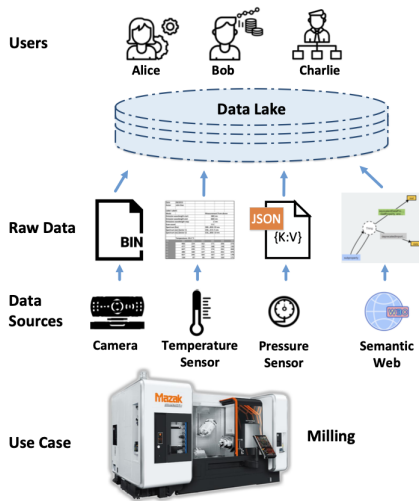 Users
Alice
Bob
Charlie
Data Lake
Raw Data
BIN
JSON
{K:V}
Data
Sources
Camera
Temperature
Sensor
Pressure
Sensor
Semantic
Web
Use Case
Mazak
Milling